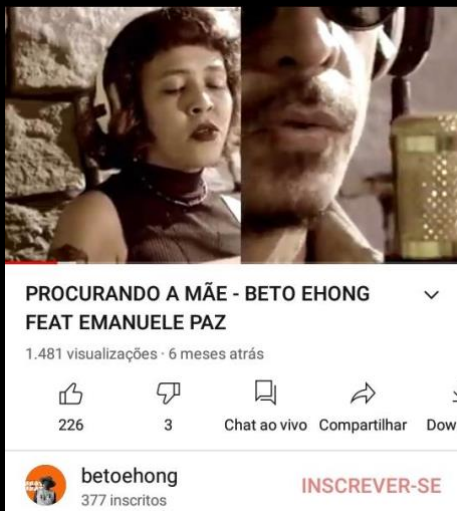 PROCURANDO A MÃE - BETO EHONG
FEAT EMANUELE PAZ
1.481 visualizações · 6 meses atrás
226
3
Chat ao vivo
Compartilhar
Dow
betoehong
377 inscritos
INSCREVER-SE